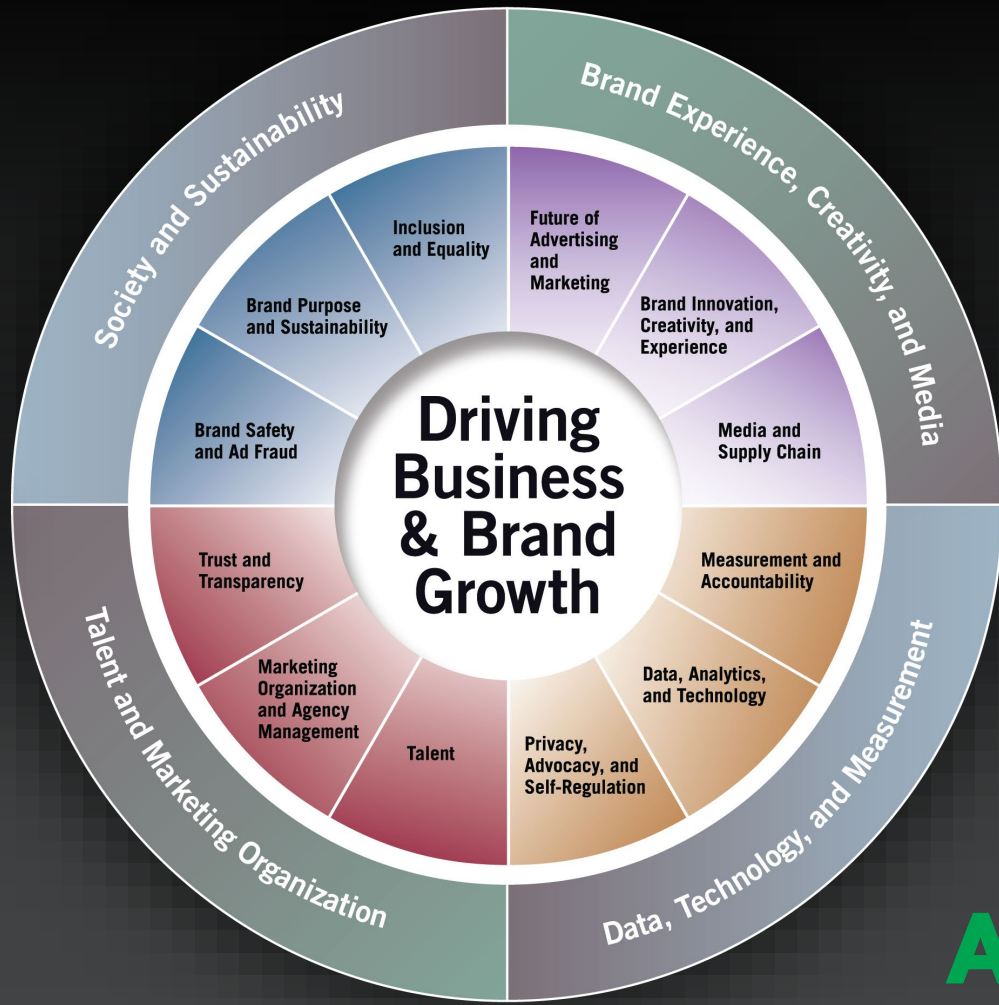 Society and Sustainability
Brand Experience, Creativity, and Media
Inclusion
and Equality
Future of
Advertising
and
Marketing
Brand Purpose
and Sustainability
Brand Innovation,
Creativity, and
Experience
Brand Safety
and Ad Fraud
Media and
Supply Chain
Driving
Business
& Brand
Growth
Trust and
Transparency
Measurement and
Accountability
Marketing
Organization
and Agency
Management
Data, Analytics,
and Technology
Talent
Privacy,
Advocacy, and
Self-Regulation
Talent and Marketing Organization
Data, Technology, and Measurement
A